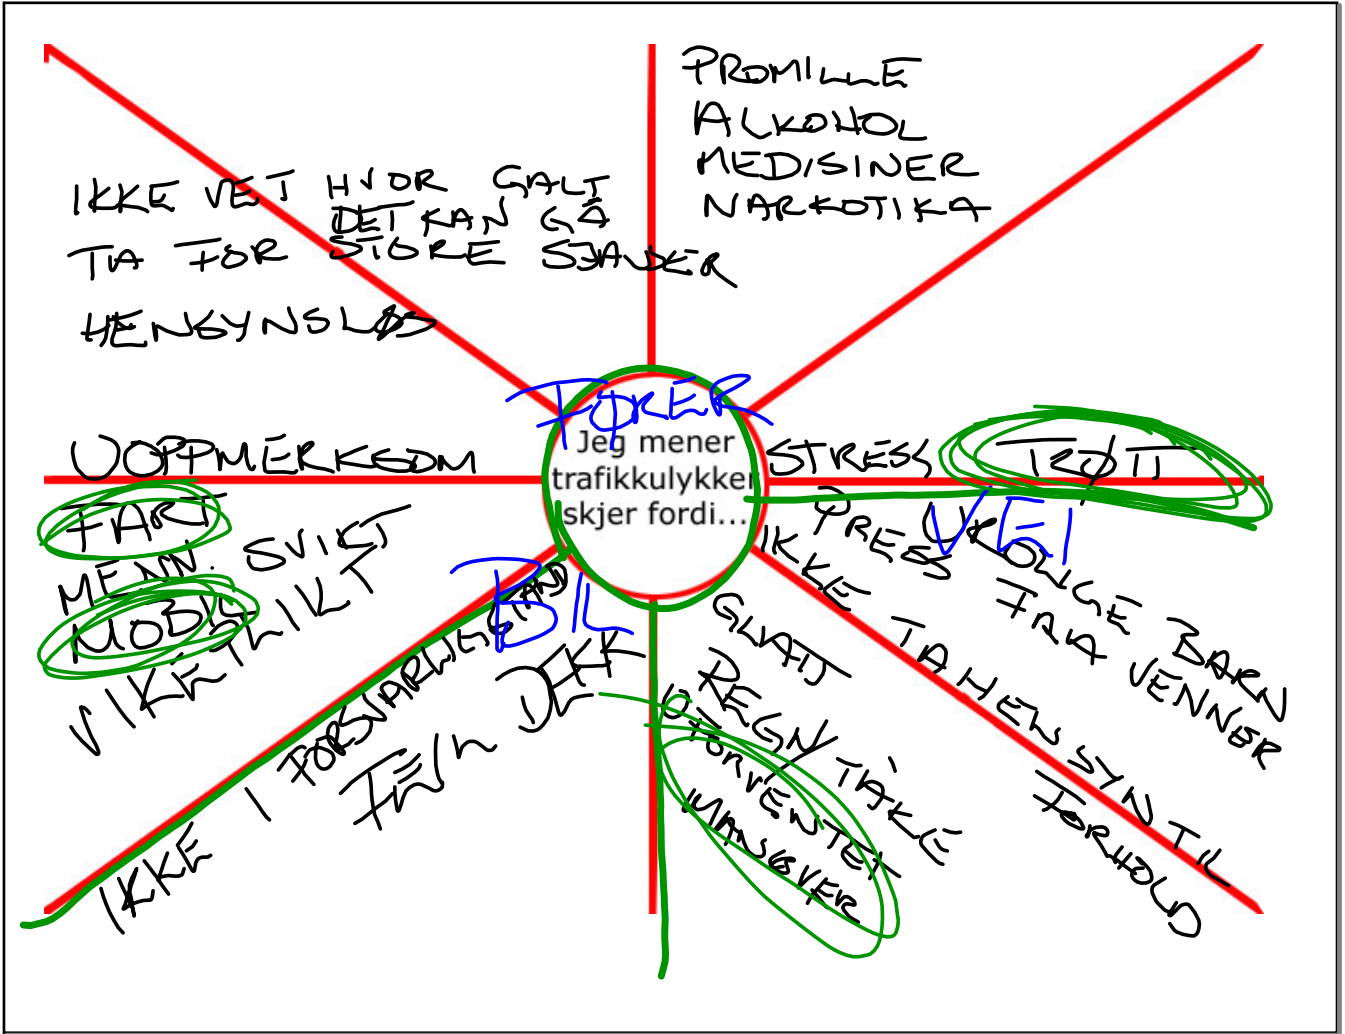 PROMILLE
ALKOHOL
MEDISINER
NARKOTIKA
IKKE VET HVOR GALT
DET KAN GÅ
TA FOR STORE SJANSER
HENSYNSLØS
FØRER
Jeg mener
trafikkulykker
skjer fordi...
UOPPMERKSOM
FART
MENN. SVIKT
MOBIL
VIKEPLIKT
STRESS TRØTT
VEI
PRESS FRA VENNER
UROLIGE BARN
IKKE TA HENSYN TIL
FORHOLD
BIL
IKKE I FORSVARLIG STAND
FEIL DEKK
GLATT
REGN/TÅKE
UFORVENTET
MANØVER